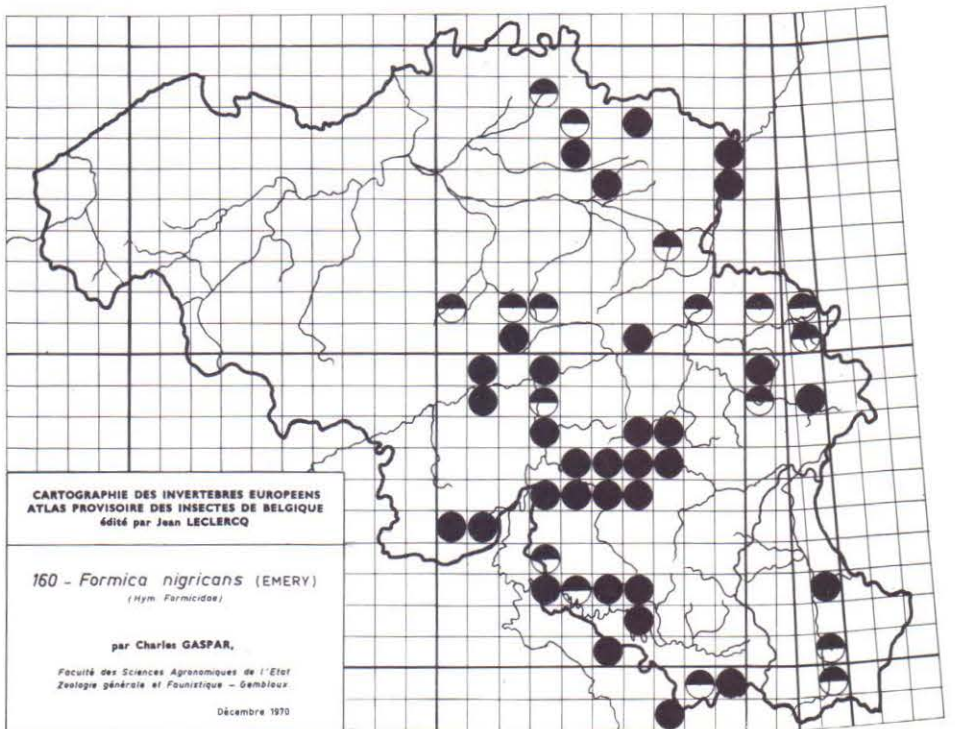 CARTOGRAPHIE DES INVERTEBRES EUROPEENS
ATLAS PROVISOIRE DES INSECTES DE BELGIQUE
édité par Jean LECLERCQ
160 - Formica nigricans (EMERY)
(Hym. Formicidae)
par Charles GASPAR,
Faculté des Sciences Agronomiques de l'Etat
Zoologie générale et Faunistique - Gembloux.
Décembre 1970